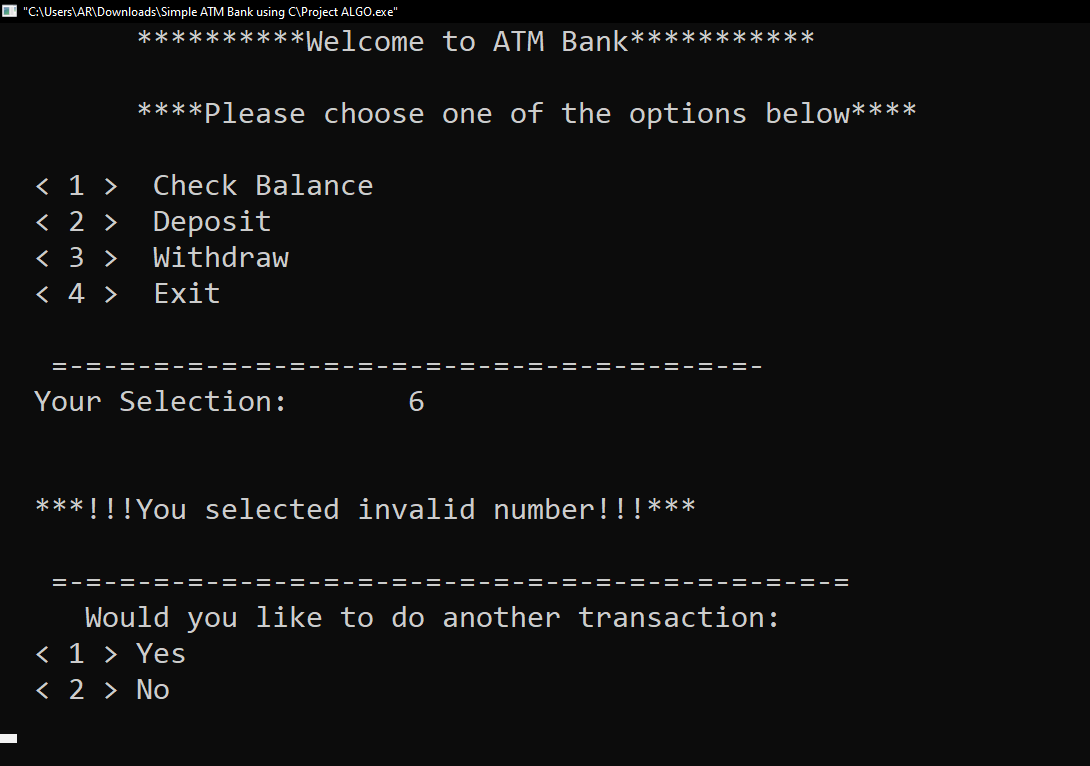 "C:\Users\AR\Downloads\Simple ATM Bank using C\Project ALGO.exe"
**********Welcome to ATM Bank***********
****Please choose one of the options below****
< 1 >  Check Balance
< 2 >  Deposit
< 3 >  Withdraw
< 4 >  Exit
=-=-=-=-=-=-=-=-=-=-=-=-=-=-=-=-=-=-=-=-=-
Your Selection:       6
***!!!You selected invalid number!!!***
=-=-=-=-=-=-=-=-=-=-=-=-=-=-=-=-=-=-=-=-=-=-=-=
Would you like to do another transaction:
< 1 > Yes
< 2 > No